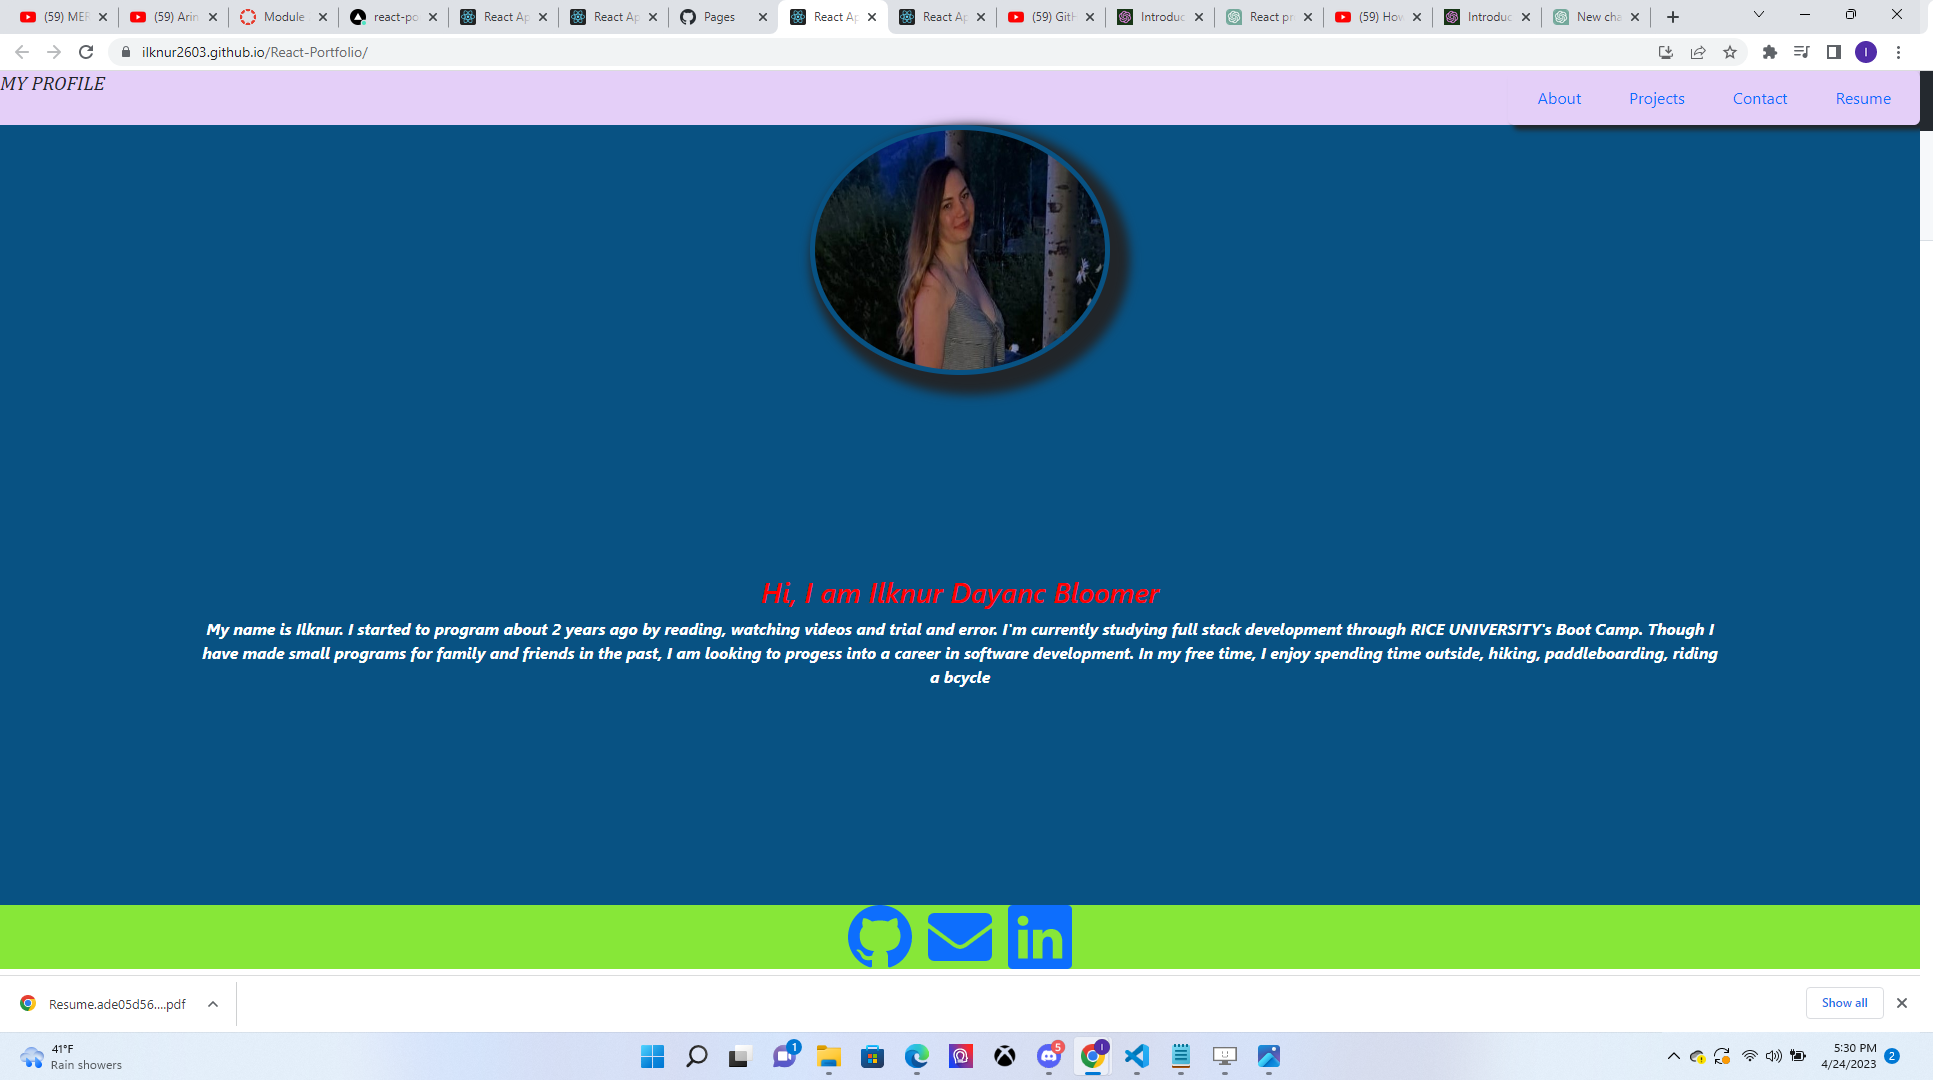 (59) MER
(59) Arin
Module
react-po
React Ap
React Ap
Pages
React Ap
React Ap
(59) GitH
Introduc
React pr
(59) How
Introduc
New cha
ilknur2603.github.io/React-Portfolio/
I
MY PROFILE
About
Projects
Contact
Resume
Hi, I am Ilknur Dayanc Bloomer
My name is Ilknur. I started to program about 2 years ago by reading, watching videos and trial and error. I'm currently studying full stack development through RICE UNIVERSITY's Boot Camp. Though I
have made small programs for family and friends in the past, I am looking to progess into a career in software development. In my free time, I enjoy spending time outside, hiking, paddleboarding, riding
a bcycle
in
Resume.ade05d56....pdf
Show all
41°F
Rain showers
1
5
I
5:30 PM
4/24/2023
2